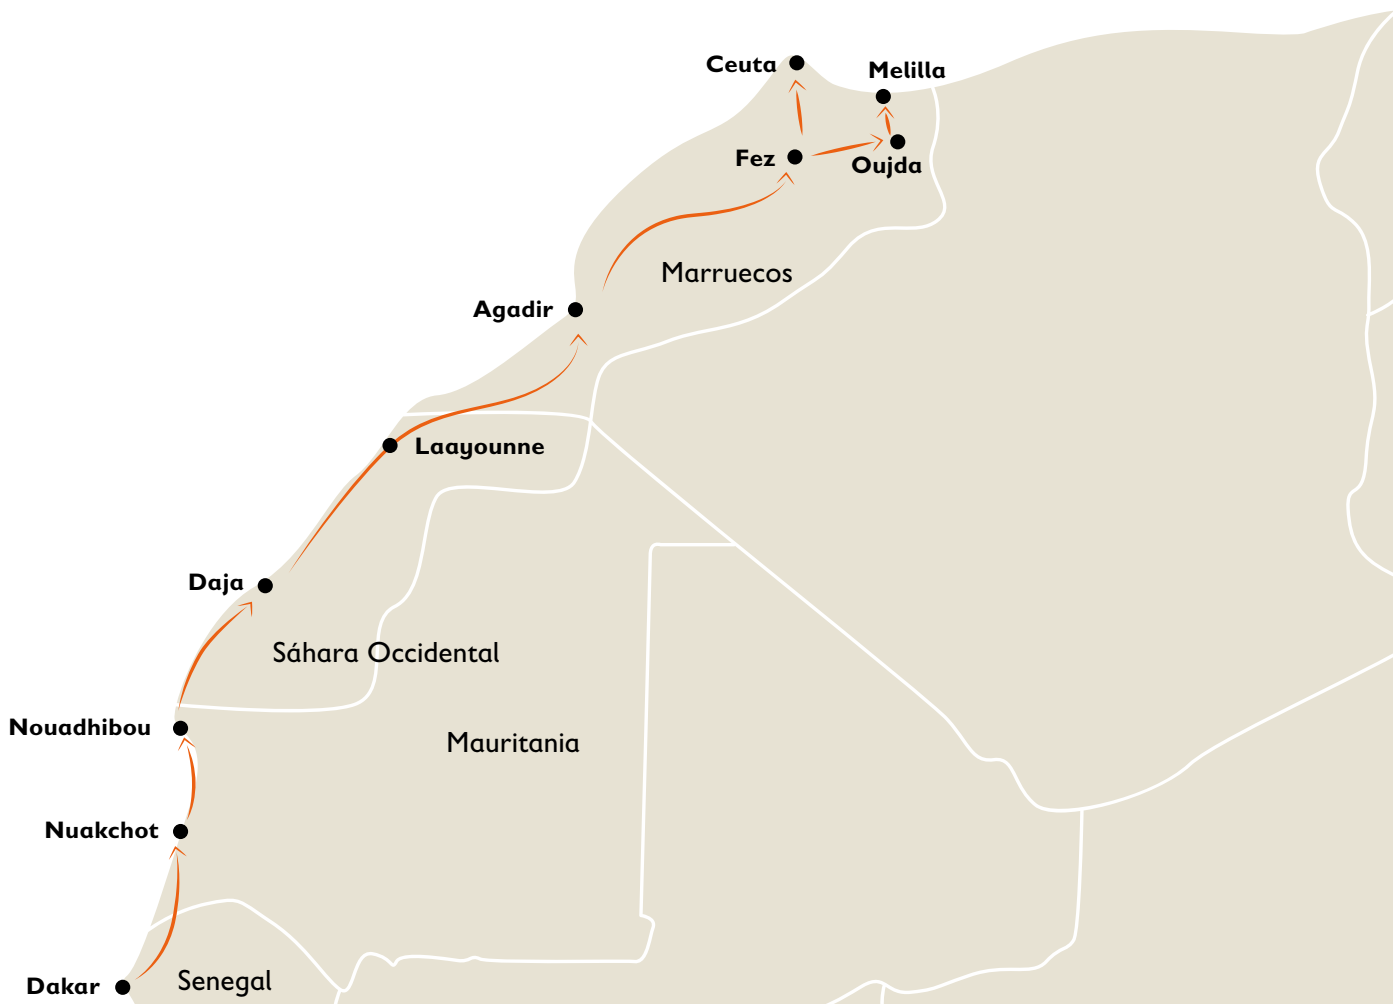 Ceuta
Melilla
Fez
Oujda
Marruecos
Agadir
Laayounne
Daja
Sáhara Occidental
Nouadhibou
Mauritania
Nuakchot
Senegal
Dakar